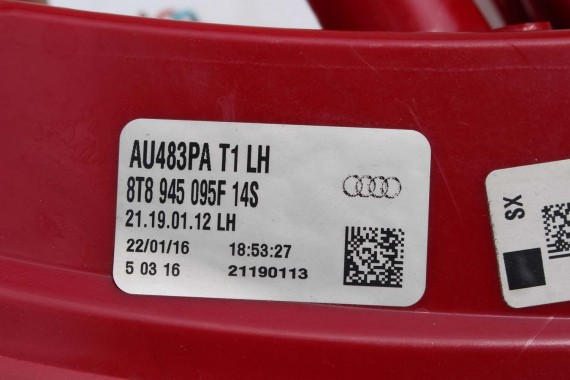 AU483PA T1 LH
8T8 945 095F 14S
21.19.01.12 LH
22/01/16 18:53:27
5 03 16 21190113
SX